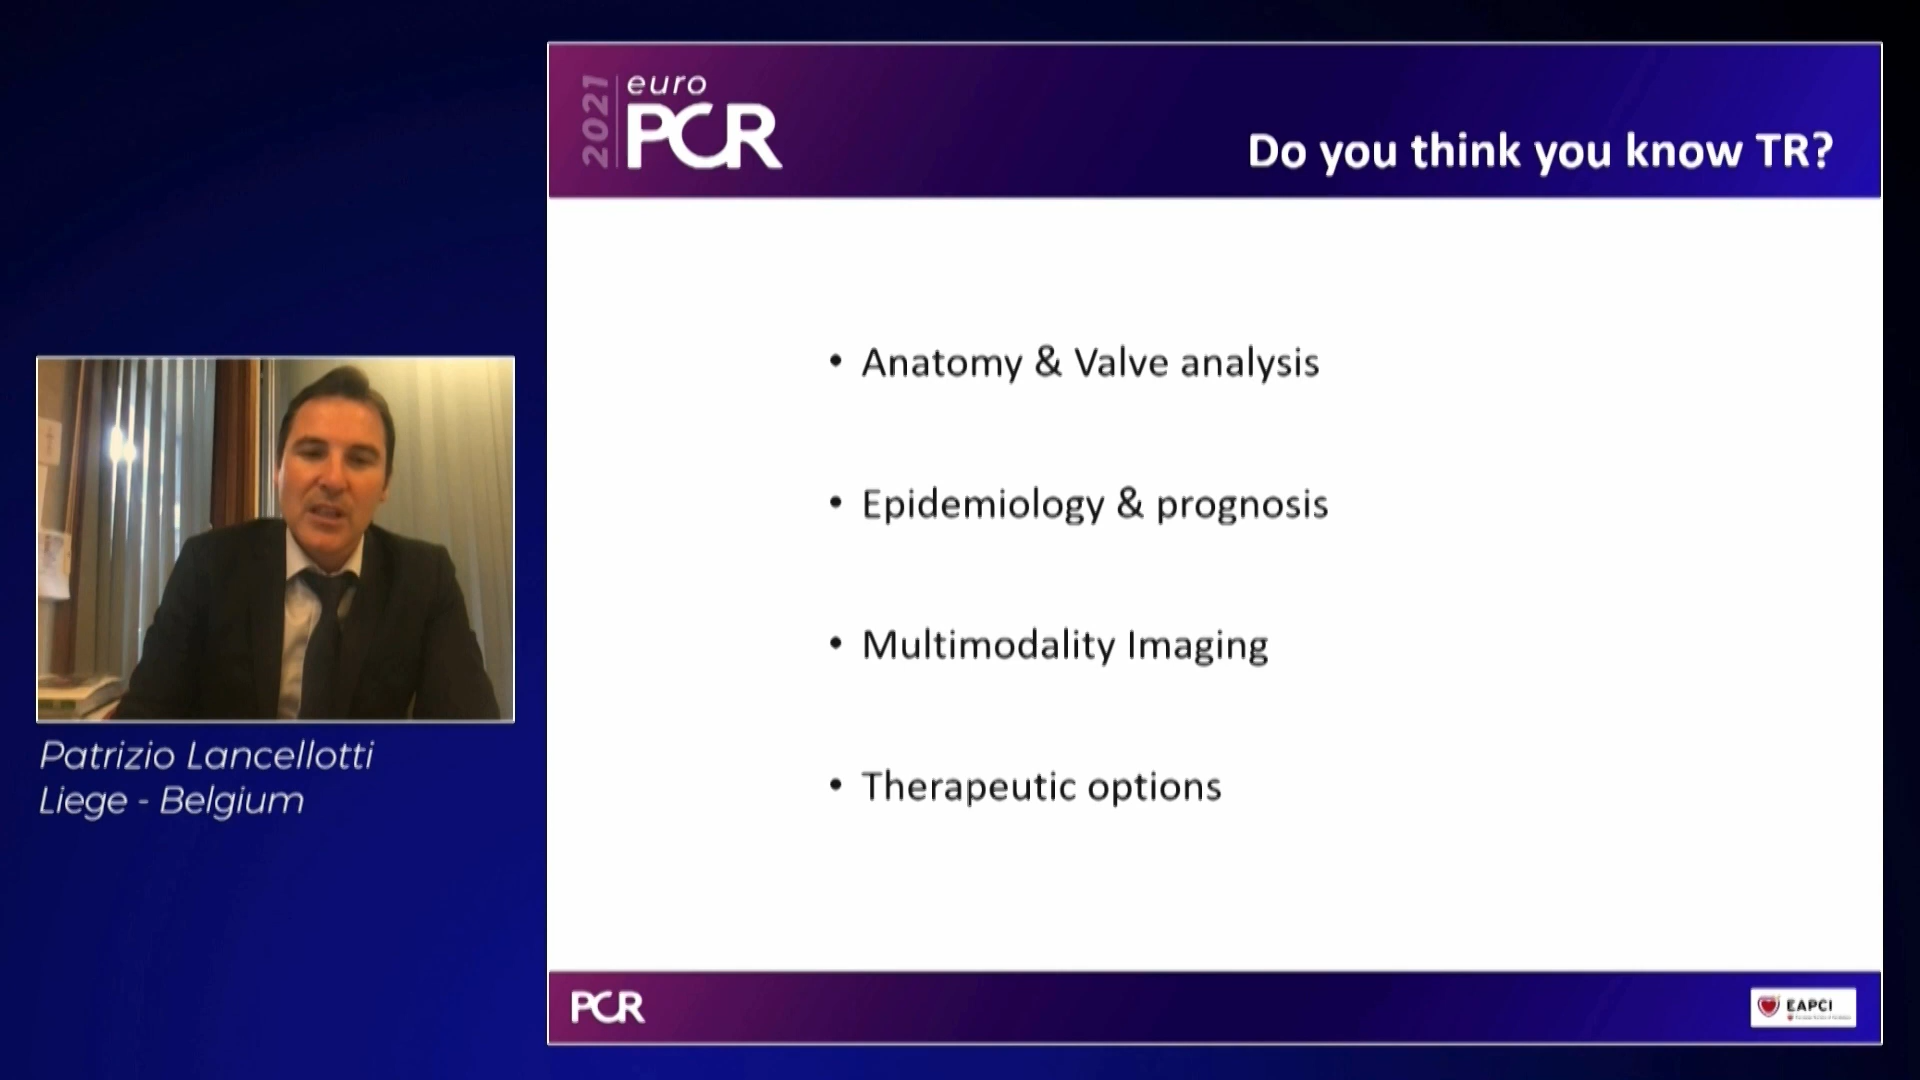 2021
euro
PCR
Do you think you know TR?
• Anatomy & Valve analysis
• Epidemiology & prognosis
• Multimodality Imaging
• Therapeutic options
Patrizio Lancellotti
Liege - Belgium
PCR
EAPCI